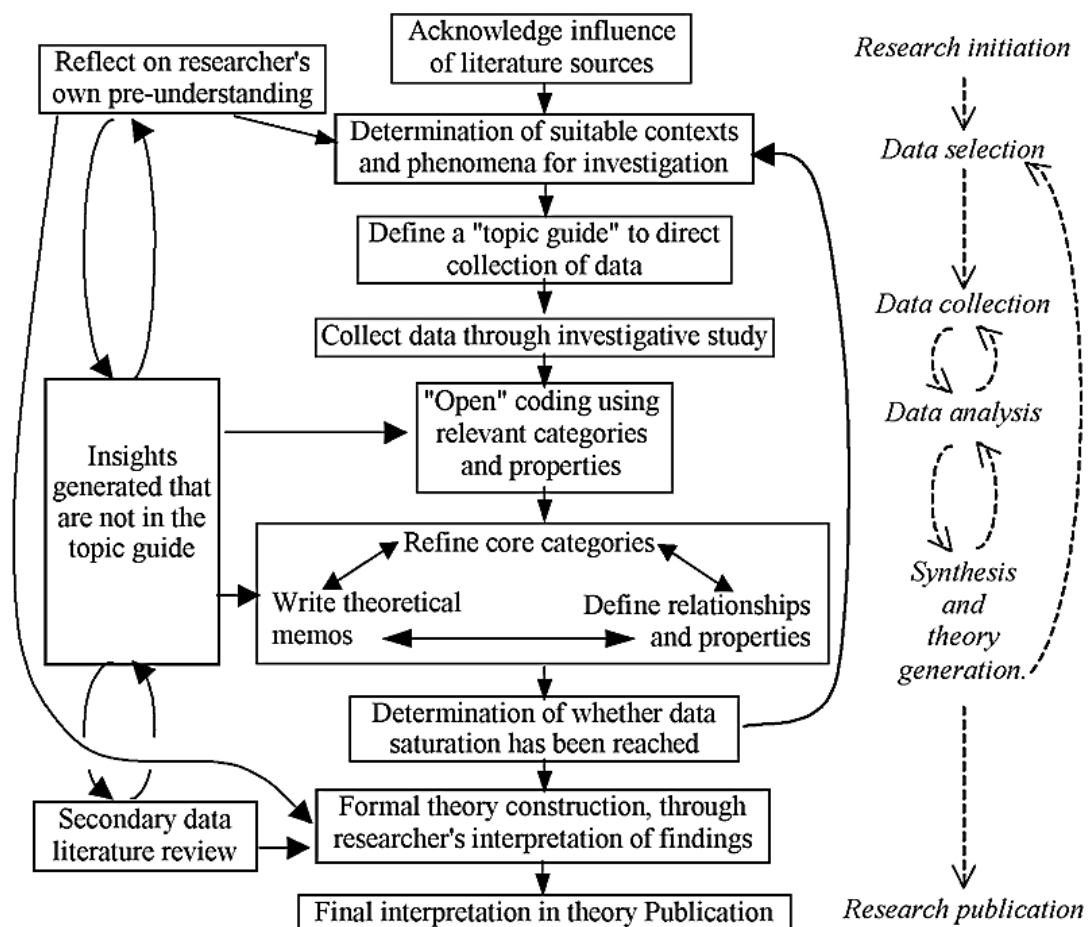 Acknowledge influence
of literature sources
Reflect on researcher's
own pre-understanding
Determination of suitable contexts
and phenomena for investigation
Define a "topic guide" to direct
collection of data
Collect data through investigative study
"Open" coding using
relevant categories
and properties
Insights
generated that
are not in the
topic guide
Refine core categories
Write theoretical
memos
Define relationships
and properties
Determination of whether data
saturation has been reached
Secondary data
literature review
Formal theory construction, through
researcher's interpretation of findings
Final interpretation in theory Publication
Research initiation
Data selection
Data collection
Data analysis
Synthesis
and
theory
generation.
Research publication